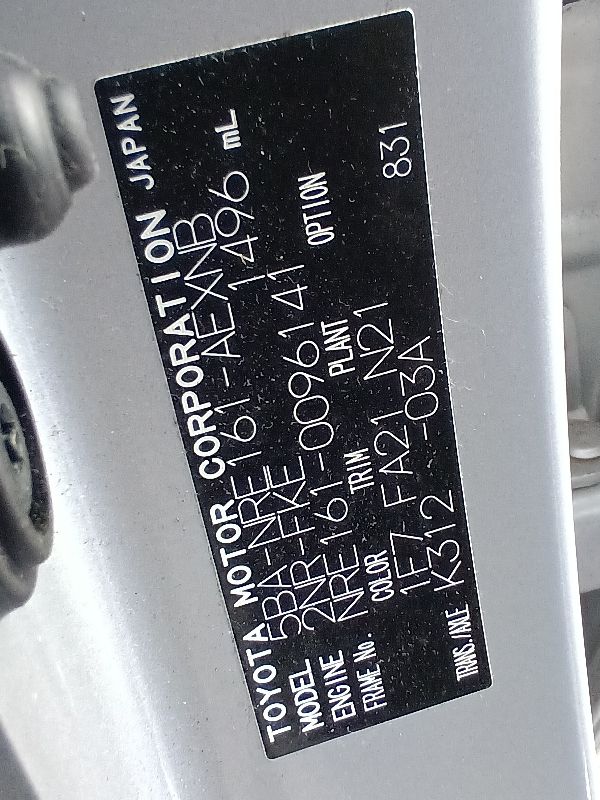 TOYOTA MOTOR CORPORATION JAPAN
MODEL 5BA-NRE161-AEXNB
ENGINE 2NR-FKE 1496 mL
FRAME No. NRE161-0096141
COLOR TRIM PLANT OPTION
1F7-FA21 N21 831
TRANS./AXLE K312 -03A